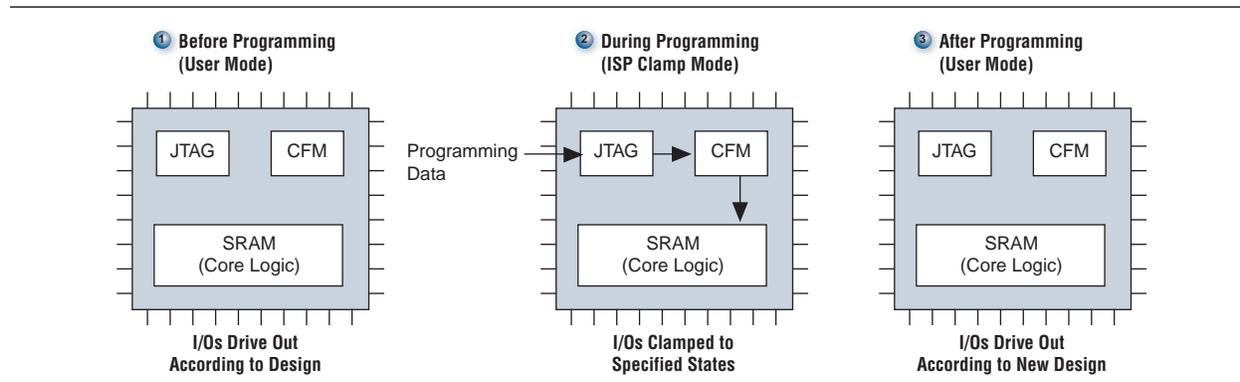 1 Before Programming
(User Mode)
JTAG
CFM
SRAM
(Core Logic)
I/Os Drive Out
According to Design
2 During Programming
(ISP Clamp Mode)
Programming
Data
JTAG
CFM
SRAM
(Core Logic)
I/Os Clamped to
Specified States
3 After Programming
(User Mode)
JTAG
CFM
SRAM
(Core Logic)
I/Os Drive Out
According to New Design